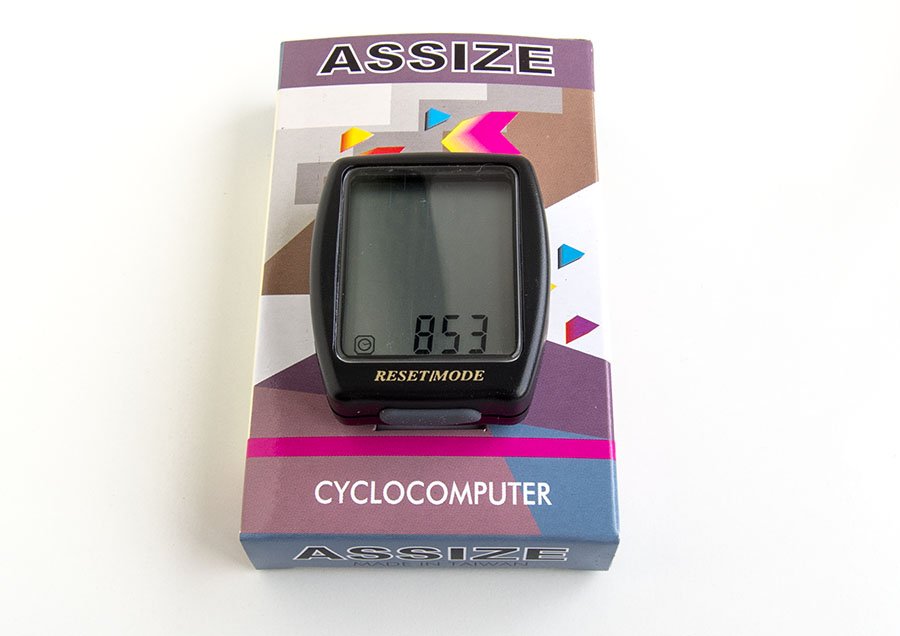 ASSIZE
853
RESET/MODE
CYCLOCOMPUTER
ASSIZE
MADE IN TAIWAN